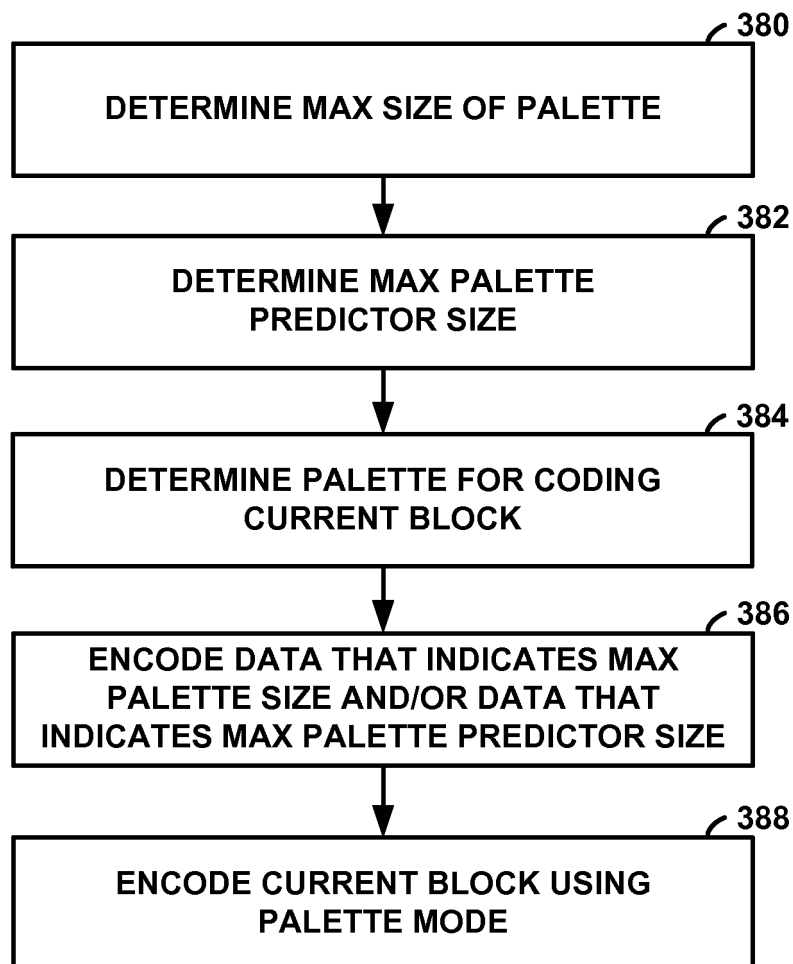 380
DETERMINE MAX SIZE OF PALETTE
382
DETERMINE MAX PALETTE
PREDICTOR SIZE
384
DETERMINE PALETTE FOR CODING
CURRENT BLOCK
386
ENCODE DATA THAT INDICATES MAX
PALETTE SIZE AND/OR DATA THAT
INDICATES MAX PALETTE PREDICTOR SIZE
388
ENCODE CURRENT BLOCK USING
PALETTE MODE